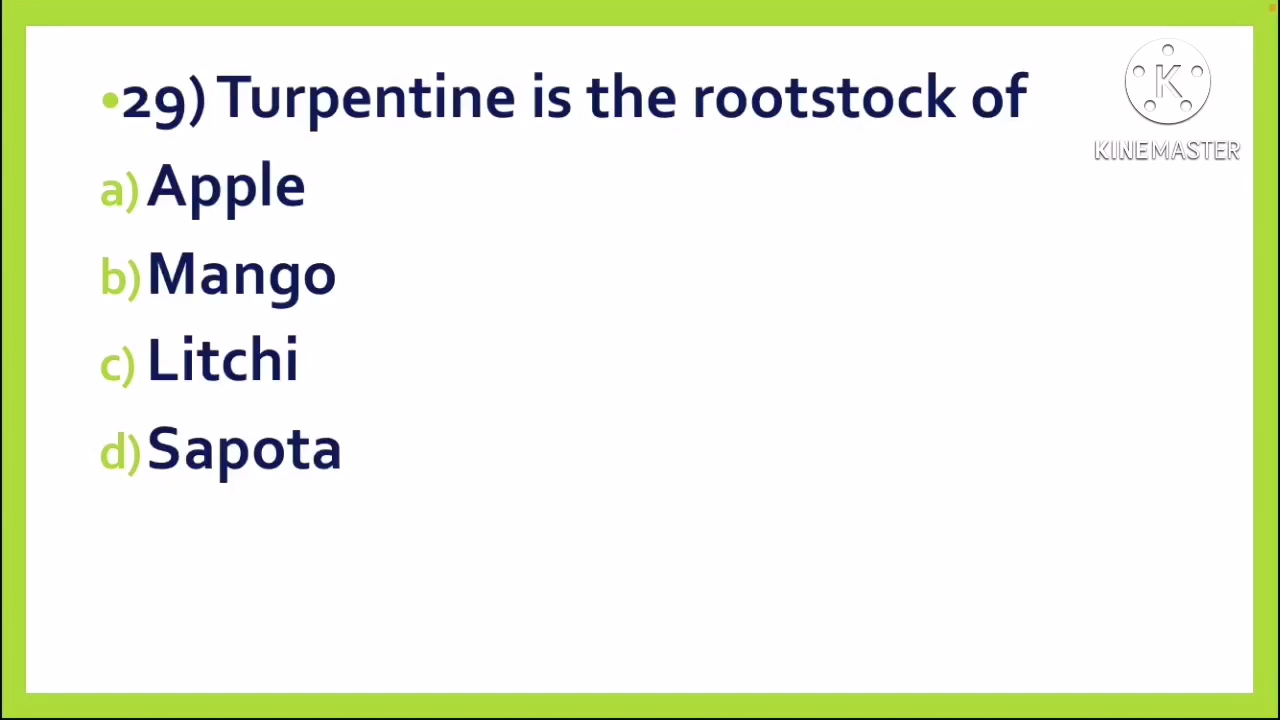 •29) Turpentine is the rootstock of
a) Apple
b) Mango
c) Litchi
d) Sapota
K
KINEMASTER